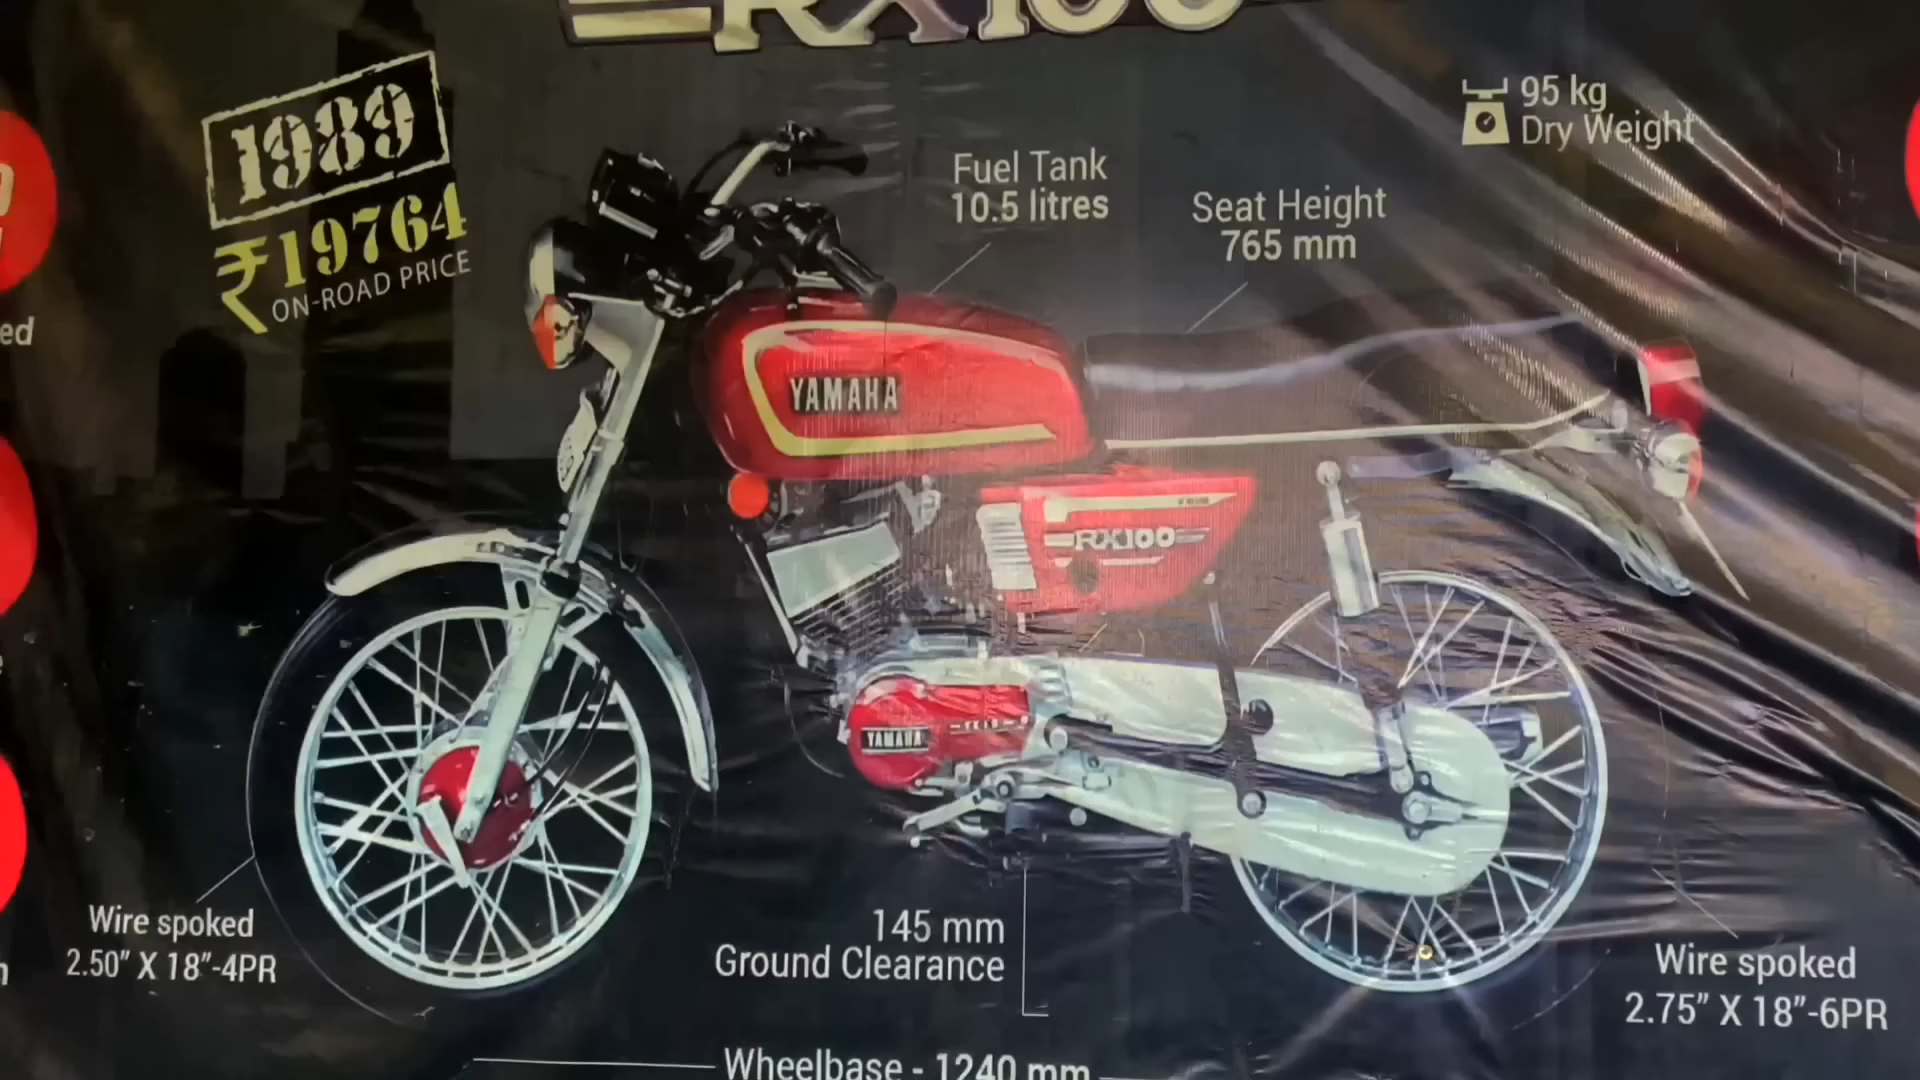 RX100
1989
₹19764
ON-ROAD PRICE
95 kg
Dry Weight
Fuel Tank
10.5 litres
Seat Height
765 mm
ed
YAMAHA
RX100
YAMAHA
Wire spoked
2.50” X 18”-4PR
145 mm
Ground Clearance
Wire spoked
2.75” X 18”-6PR
Wheelbase - 1240 mm